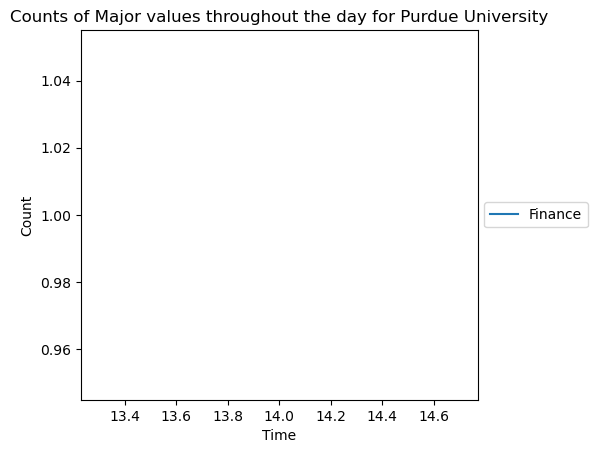 Counts of Major values throughout the day for Purdue University
1.04
1.02
1.00
0.98
0.96
Count
13.4 13.6 13.8 14.0 14.2 14.4 14.6
Time
Finance